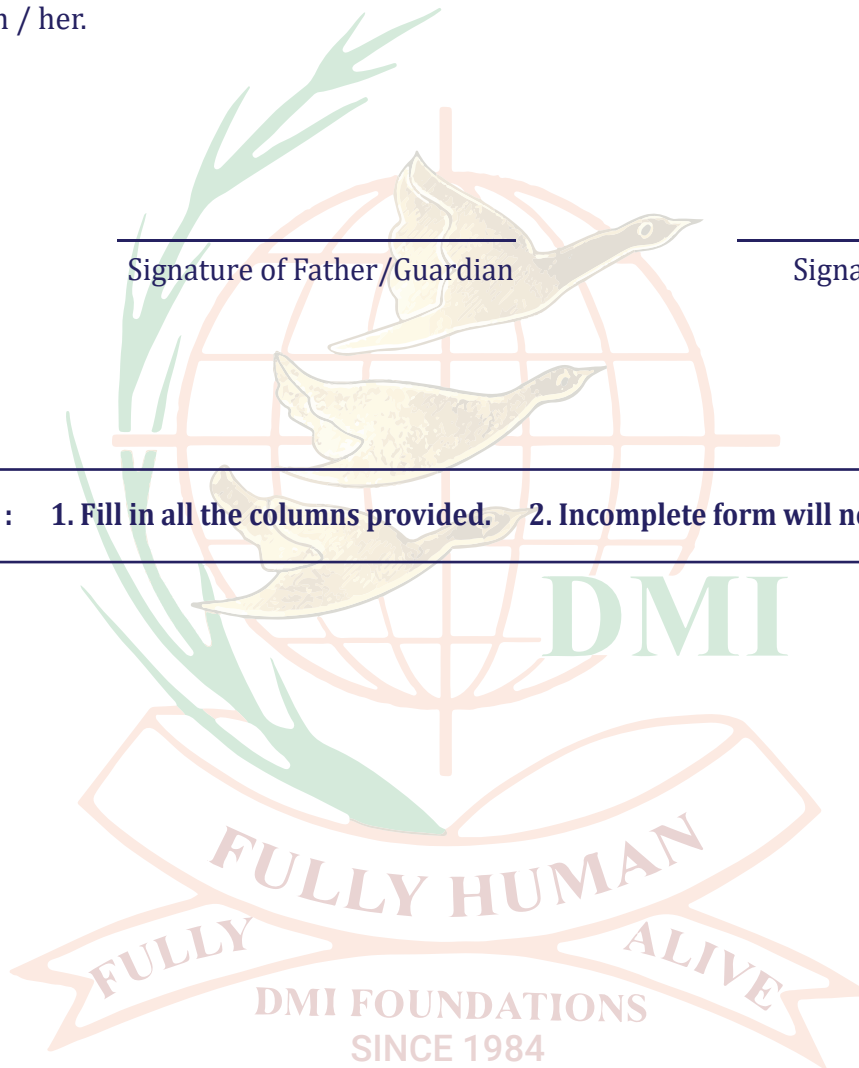 / her.
Signature of Father/Guardian
: 1. Fill in all the columns provided. 2. Incomplete form will
DMI
FULLY HUMAN
FULLY ALIVE
DMI FOUNDATIONS
SINCE 1984